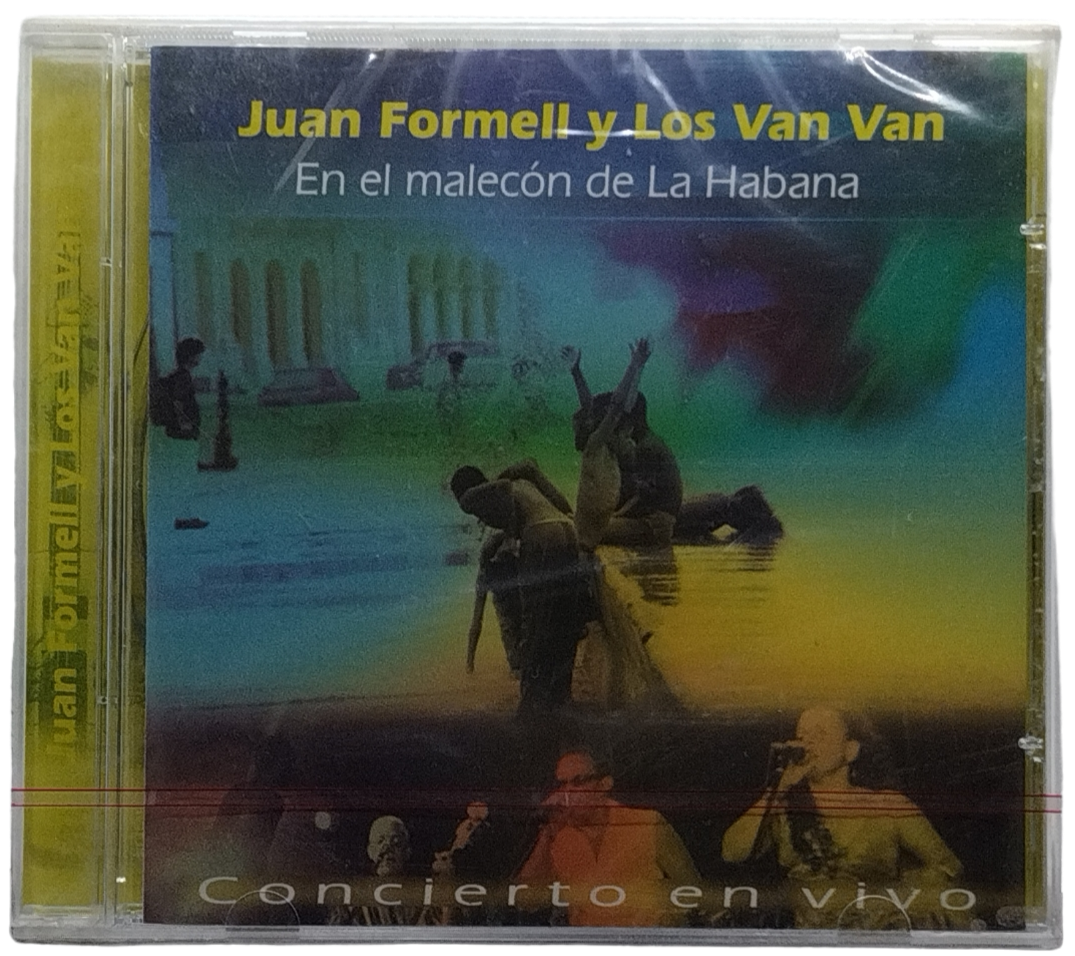 Juan Formell y Los Van Van
En el malecón de La Habana
Concierto en vivo
Juan Formell y Los Van Van